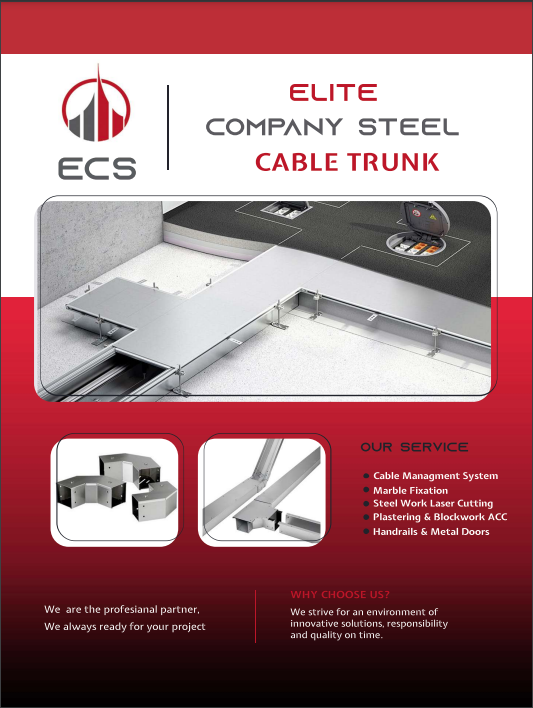 ECS
ELITE
COMPANY STEEL
CABLE TRUNK
OUR SERVICE
Cable Managment System
Marble Fixation
Steel Work Laser Cutting
Plastering & Blockwork ACC
Handrails & Metal Doors
We are the profesianal partner,
We always ready for your project
WHY CHOOSE US?
We strive for an environment of
innovative solutions, responsibility
and quality on time.